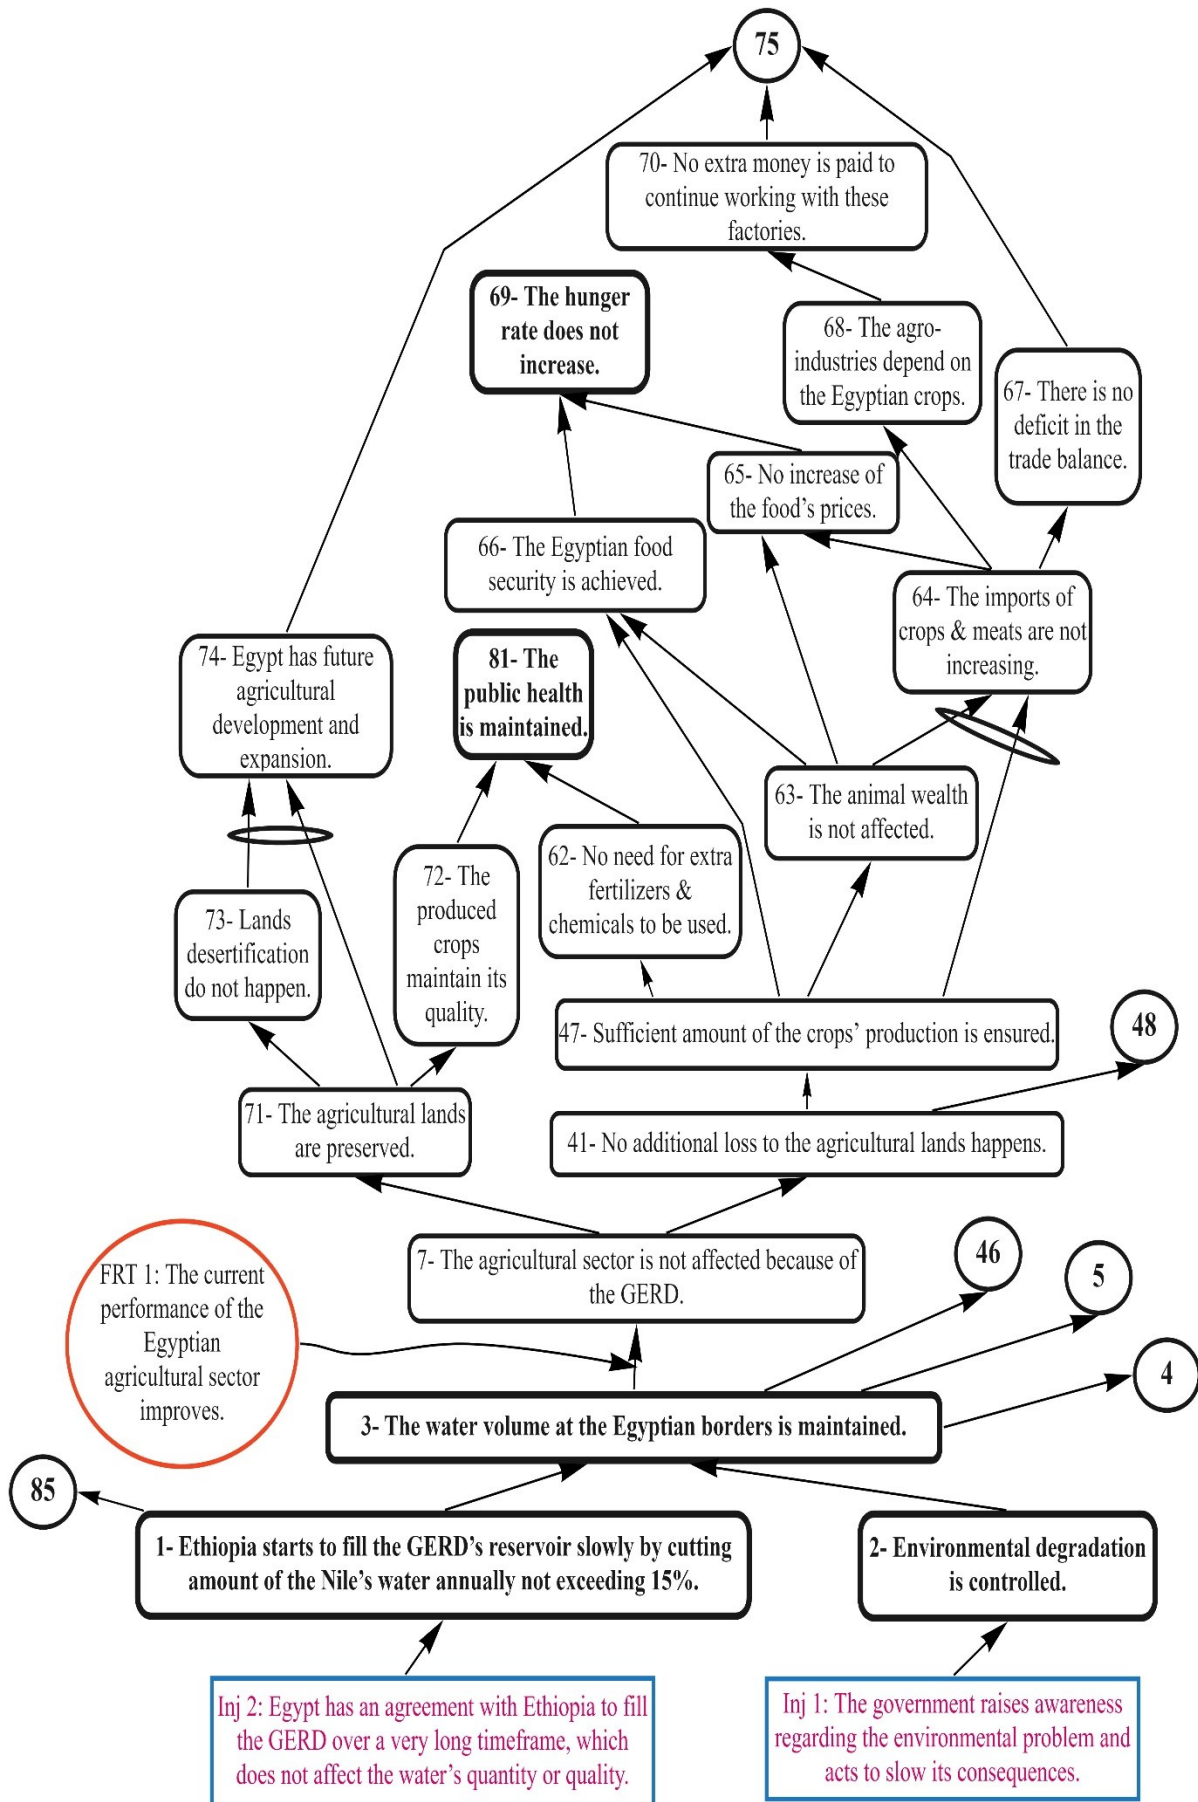 75
70- No extra money is paid to
continue working with these
factories.
69- The hunger
rate does not
increase.
68- The agro-
industries depend on
the Egyptian crops.
67- There is no
deficit in the
trade balance.
65- No increase of
the food’s prices.
66- The Egyptian food
security is achieved.
64- The imports of
crops & meats are not
increasing.
74- Egypt has future
agricultural
development and
expansion.
81- The
public health
is maintained.
63- The animal wealth
is not affected.
62- No need for extra
fertilizers &
chemicals to be used.
72- The
produced
crops
maintain its
quality.
73- Lands
desertification
do not happen.
47- Sufficient amount of the crops’ production is ensured.
48
71- The agricultural lands
are preserved.
41- No additional loss to the agricultural lands happens.
7- The agricultural sector is not affected because of
the GERD.
46
5
4
FRT 1: The current
performance of the
Egyptian
agricultural sector
improves.
3- The water volume at the Egyptian borders is maintained.
85
1- Ethiopia starts to fill the GERD’s reservoir slowly by cutting
amount of the Nile’s water annually not exceeding 15%.
2- Environmental degradation
is controlled.
Inj 2: Egypt has an agreement with Ethiopia to fill
the GERD over a very long timeframe, which
does not affect the water’s quantity or quality.
Inj 1: The government raises awareness
regarding the environmental problem and
acts to slow its consequences.